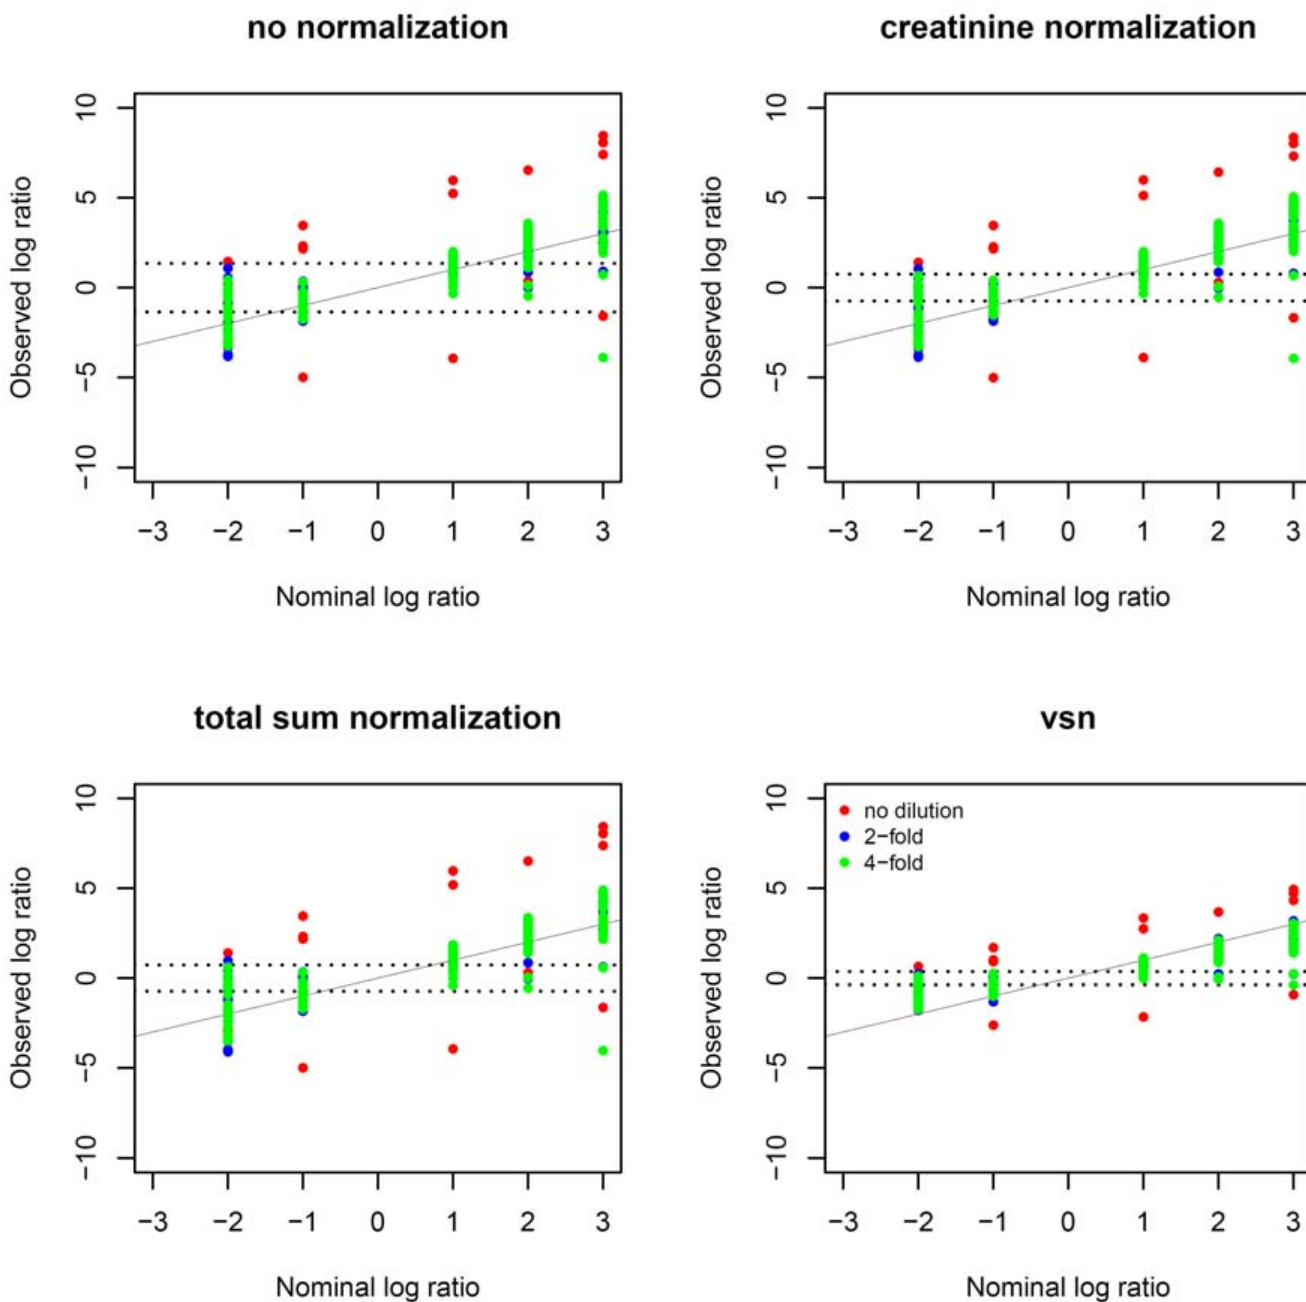 no normalization
creatinine normalization
Observed log ratio
10
5
0
−5
−10
−3 −2 −1 0 1 2 3
Nominal log ratio
Observed log ratio
10
5
0
−5
−10
−3 −2 −1 0 1 2 3
Nominal log ratio
total sum normalization
vsn
Observed log ratio
10
5
0
−5
−10
−3 −2 −1 0 1 2 3
Nominal log ratio
Observed log ratio
10
5
0
−5
−10
no dilution
2−fold
4−fold
−3 −2 −1 0 1 2 3
Nominal log ratio